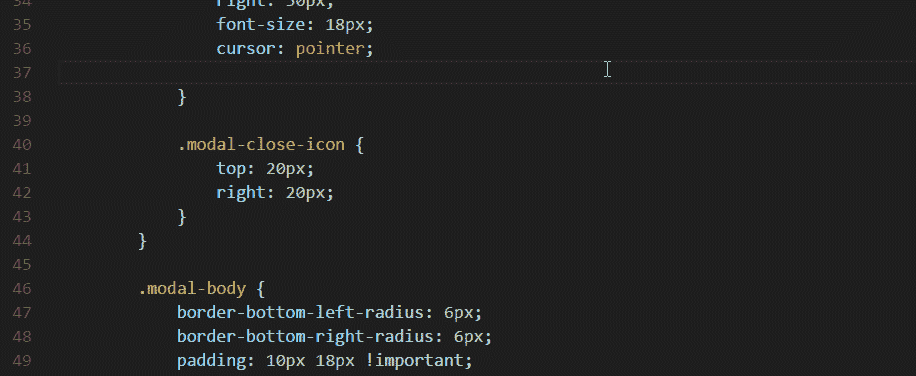 34 right: 50px;
35 font-size: 18px;
36 cursor: pointer;
37
38 }
39
40 .modal-close-icon {
41 top: 20px;
42 right: 20px;
43 }
44 }
45
46 .modal-body {
47 border-bottom-left-radius: 6px;
48 border-bottom-right-radius: 6px;
49 padding: 10px 18px !important;